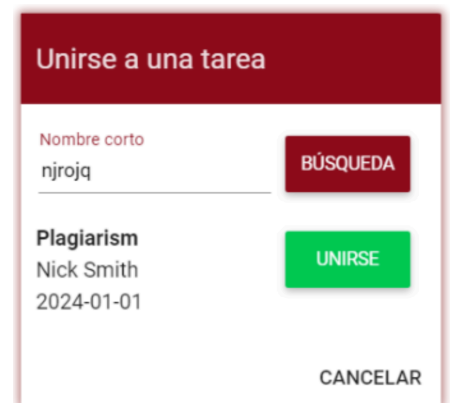 Unirse a una tarea
Nombre corto
njrojq
BÚSQUEDA
Plagiarism
Nick Smith
2024-01-01
UNIRSE
CANCELAR